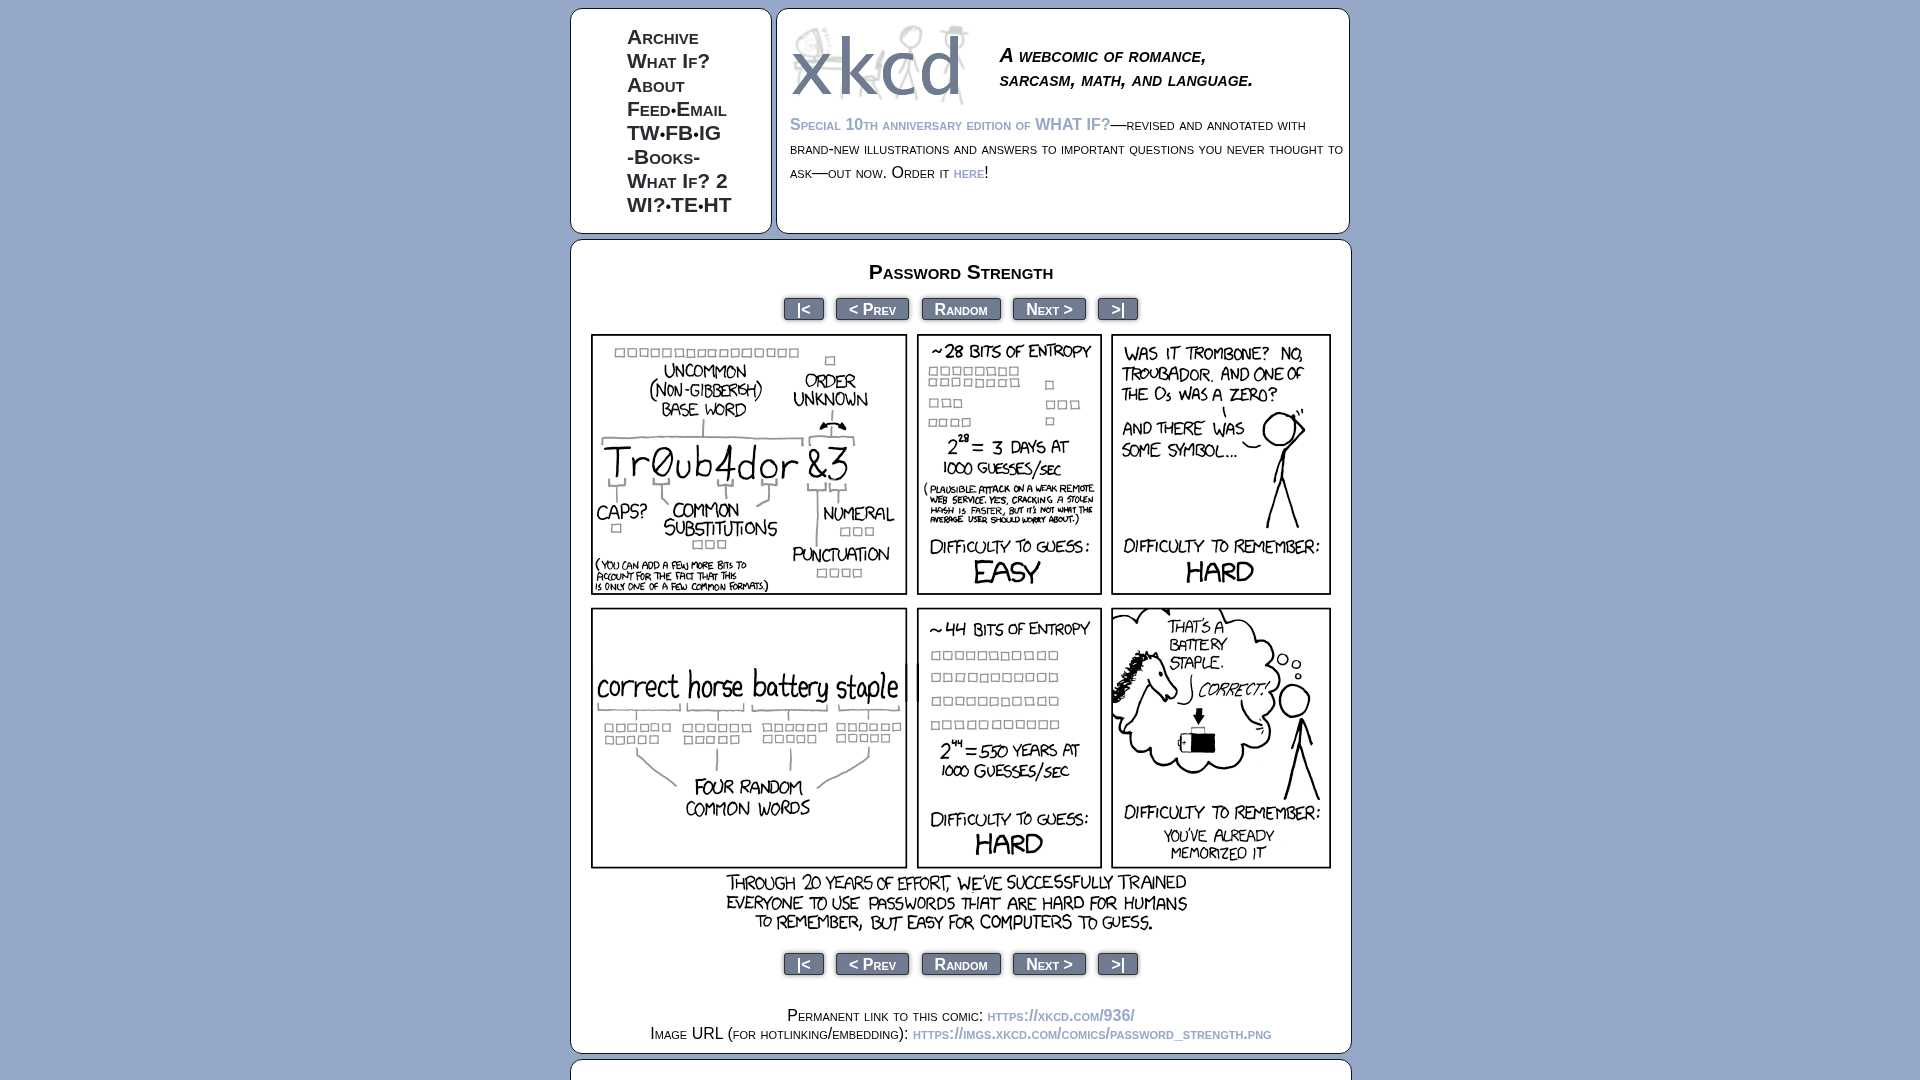 Archive
What If?
About
Feed•Email
TW•FB•IG
-Books-
What If? 2
WI?•TE•HT
xkcd
A webcomic of romance,
sarcasm, math, and language.
Special 10th anniversary edition of WHAT IF?—revised and annotated with
brand-new illustrations and answers to important questions you never thought to
ask—out now. Order it here!
Password Strength
|<
< Prev
Random
Next >
>|
UNCOMMON
(NON-GIBBERISH)
BASE WORD
ORDER
UNKNOWN
Tr0ub4dor &3
CAPS?
COMMON
SUBSTITUTIONS
NUMERAL
PUNCTUATION
(YOU CAN ADD A FEW MORE BITS TO
ACCOUNT FOR THE FACT THAT THIS
IS ONLY ONE OF A FEW COMMON FORMATS.)
~28 BITS OF ENTROPY
2^28 = 3 DAYS AT
1000 GUESSES/SEC
(PLAUSIBLE ATTACK ON A WEAK REMOTE
WEB SERVICE. YES, CRACKING A STOLEN
HASH IS FASTER, BUT IT'S NOT WHAT THE
AVERAGE USER SHOULD WORRY ABOUT.)
DIFFICULTY TO GUESS:
EASY
WAS IT TROMBONE? NO,
TROUBADOR. AND ONE OF
THE Os WAS A ZERO?
AND THERE WAS
SOME SYMBOL...
DIFFICULTY TO REMEMBER:
HARD
correct horse battery staple
FOUR RANDOM
COMMON WORDS
~44 BITS OF ENTROPY
2^44 = 550 YEARS AT
1000 GUESSES/SEC
DIFFICULTY TO GUESS:
HARD
THAT'S A
BATTERY
STAPLE.
CORRECT!
+
DIFFICULTY TO REMEMBER:
YOU'VE ALREADY
MEMORIZED IT
THROUGH 20 YEARS OF EFFORT, WE'VE SUCCESSFULLY TRAINED
EVERYONE TO USE PASSWORDS THAT ARE HARD FOR HUMANS
TO REMEMBER, BUT EASY FOR COMPUTERS TO GUESS.
|<
< Prev
Random
Next >
>|
Permanent link to this comic: https://xkcd.com/936/
Image URL (for hotlinking/embedding): https://imgs.xkcd.com/comics/password_strength.png